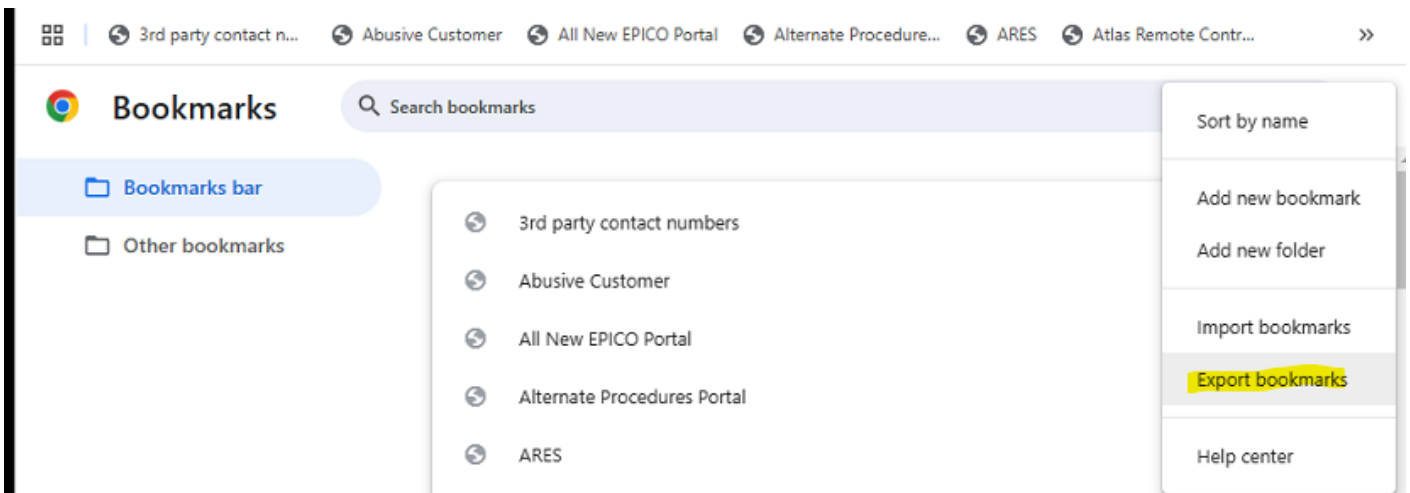 3rd party contact n... Abusive Customer All New EPICO Portal Alternate Procedure... ARES Atlas Remote Contr... »
Bookmarks
Search bookmarks
Bookmarks bar
Other bookmarks
3rd party contact numbers
Abusive Customer
All New EPICO Portal
Alternate Procedures Portal
ARES
Sort by name
Add new bookmark
Add new folder
Import bookmarks
Export bookmarks
Help center